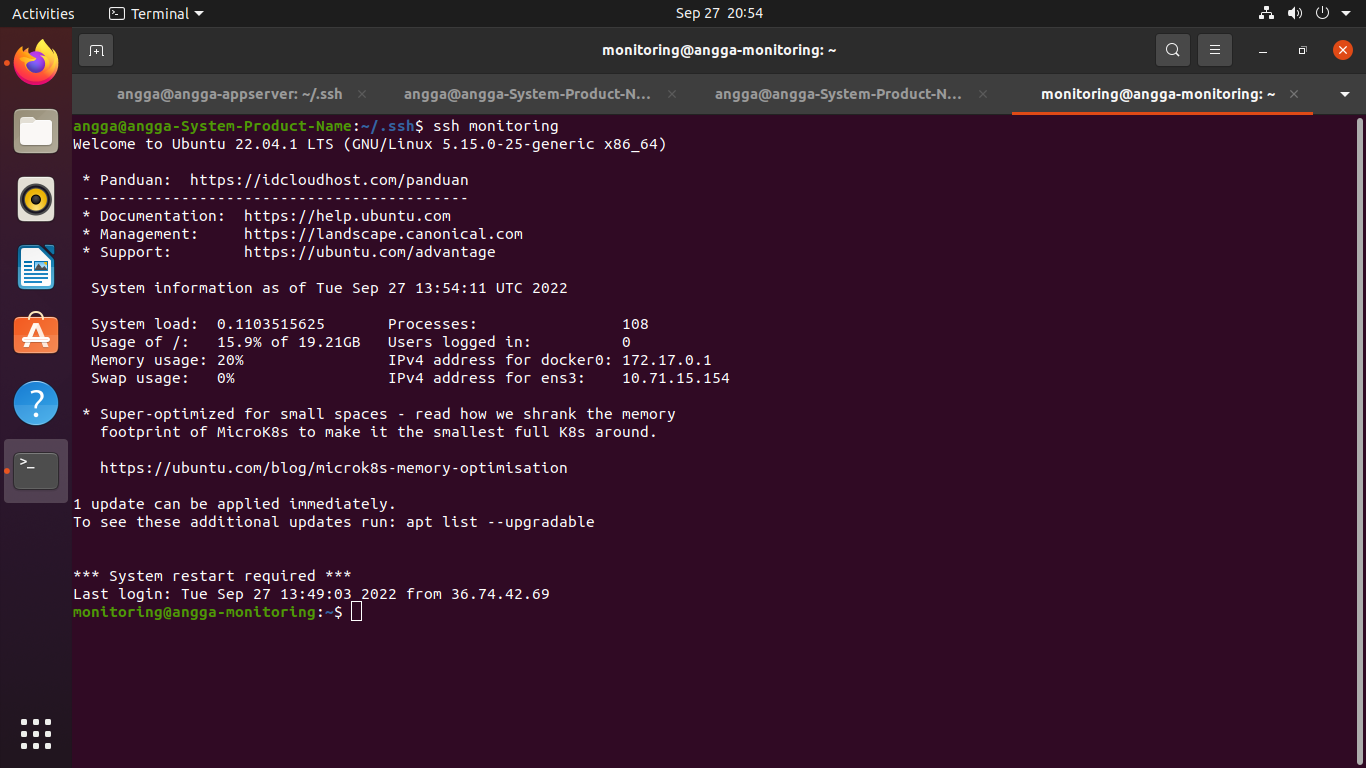 Activities Terminal Sep 27 20:54
monitoring@angga-monitoring: ~
angga@angga-appserver: ~/.ssh angga@angga-System-Product-N... angga@angga-System-Product-N... monitoring@angga-monitoring: ~
angga@angga-System-Product-Name:~/.ssh$ ssh monitoring
Welcome to Ubuntu 22.04.1 LTS (GNU/Linux 5.15.0-25-generic x86_64)
* Panduan:  https://idcloudhost.com/panduan
-------------------------------------------
* Documentation:  https://help.ubuntu.com
* Management:     https://landscape.canonical.com
* Support:        https://ubuntu.com/advantage
System information as of Tue Sep 27 13:54:11 UTC 2022
System load:  0.1103515625       Processes:                108
Usage of /:   15.9% of 19.21GB   Users logged in:          0
Memory usage: 20%                IPv4 address for docker0: 172.17.0.1
Swap usage:   0%                 IPv4 address for ens3:    10.71.15.154
* Super-optimized for small spaces - read how we shrank the memory
footprint of MicroK8s to make it the smallest full K8s around.
https://ubuntu.com/blog/microk8s-memory-optimisation
1 update can be applied immediately.
To see these additional updates run: apt list --upgradable
*** System restart required ***
Last login: Tue Sep 27 13:49:03 2022 from 36.74.42.69
monitoring@angga-monitoring:~$